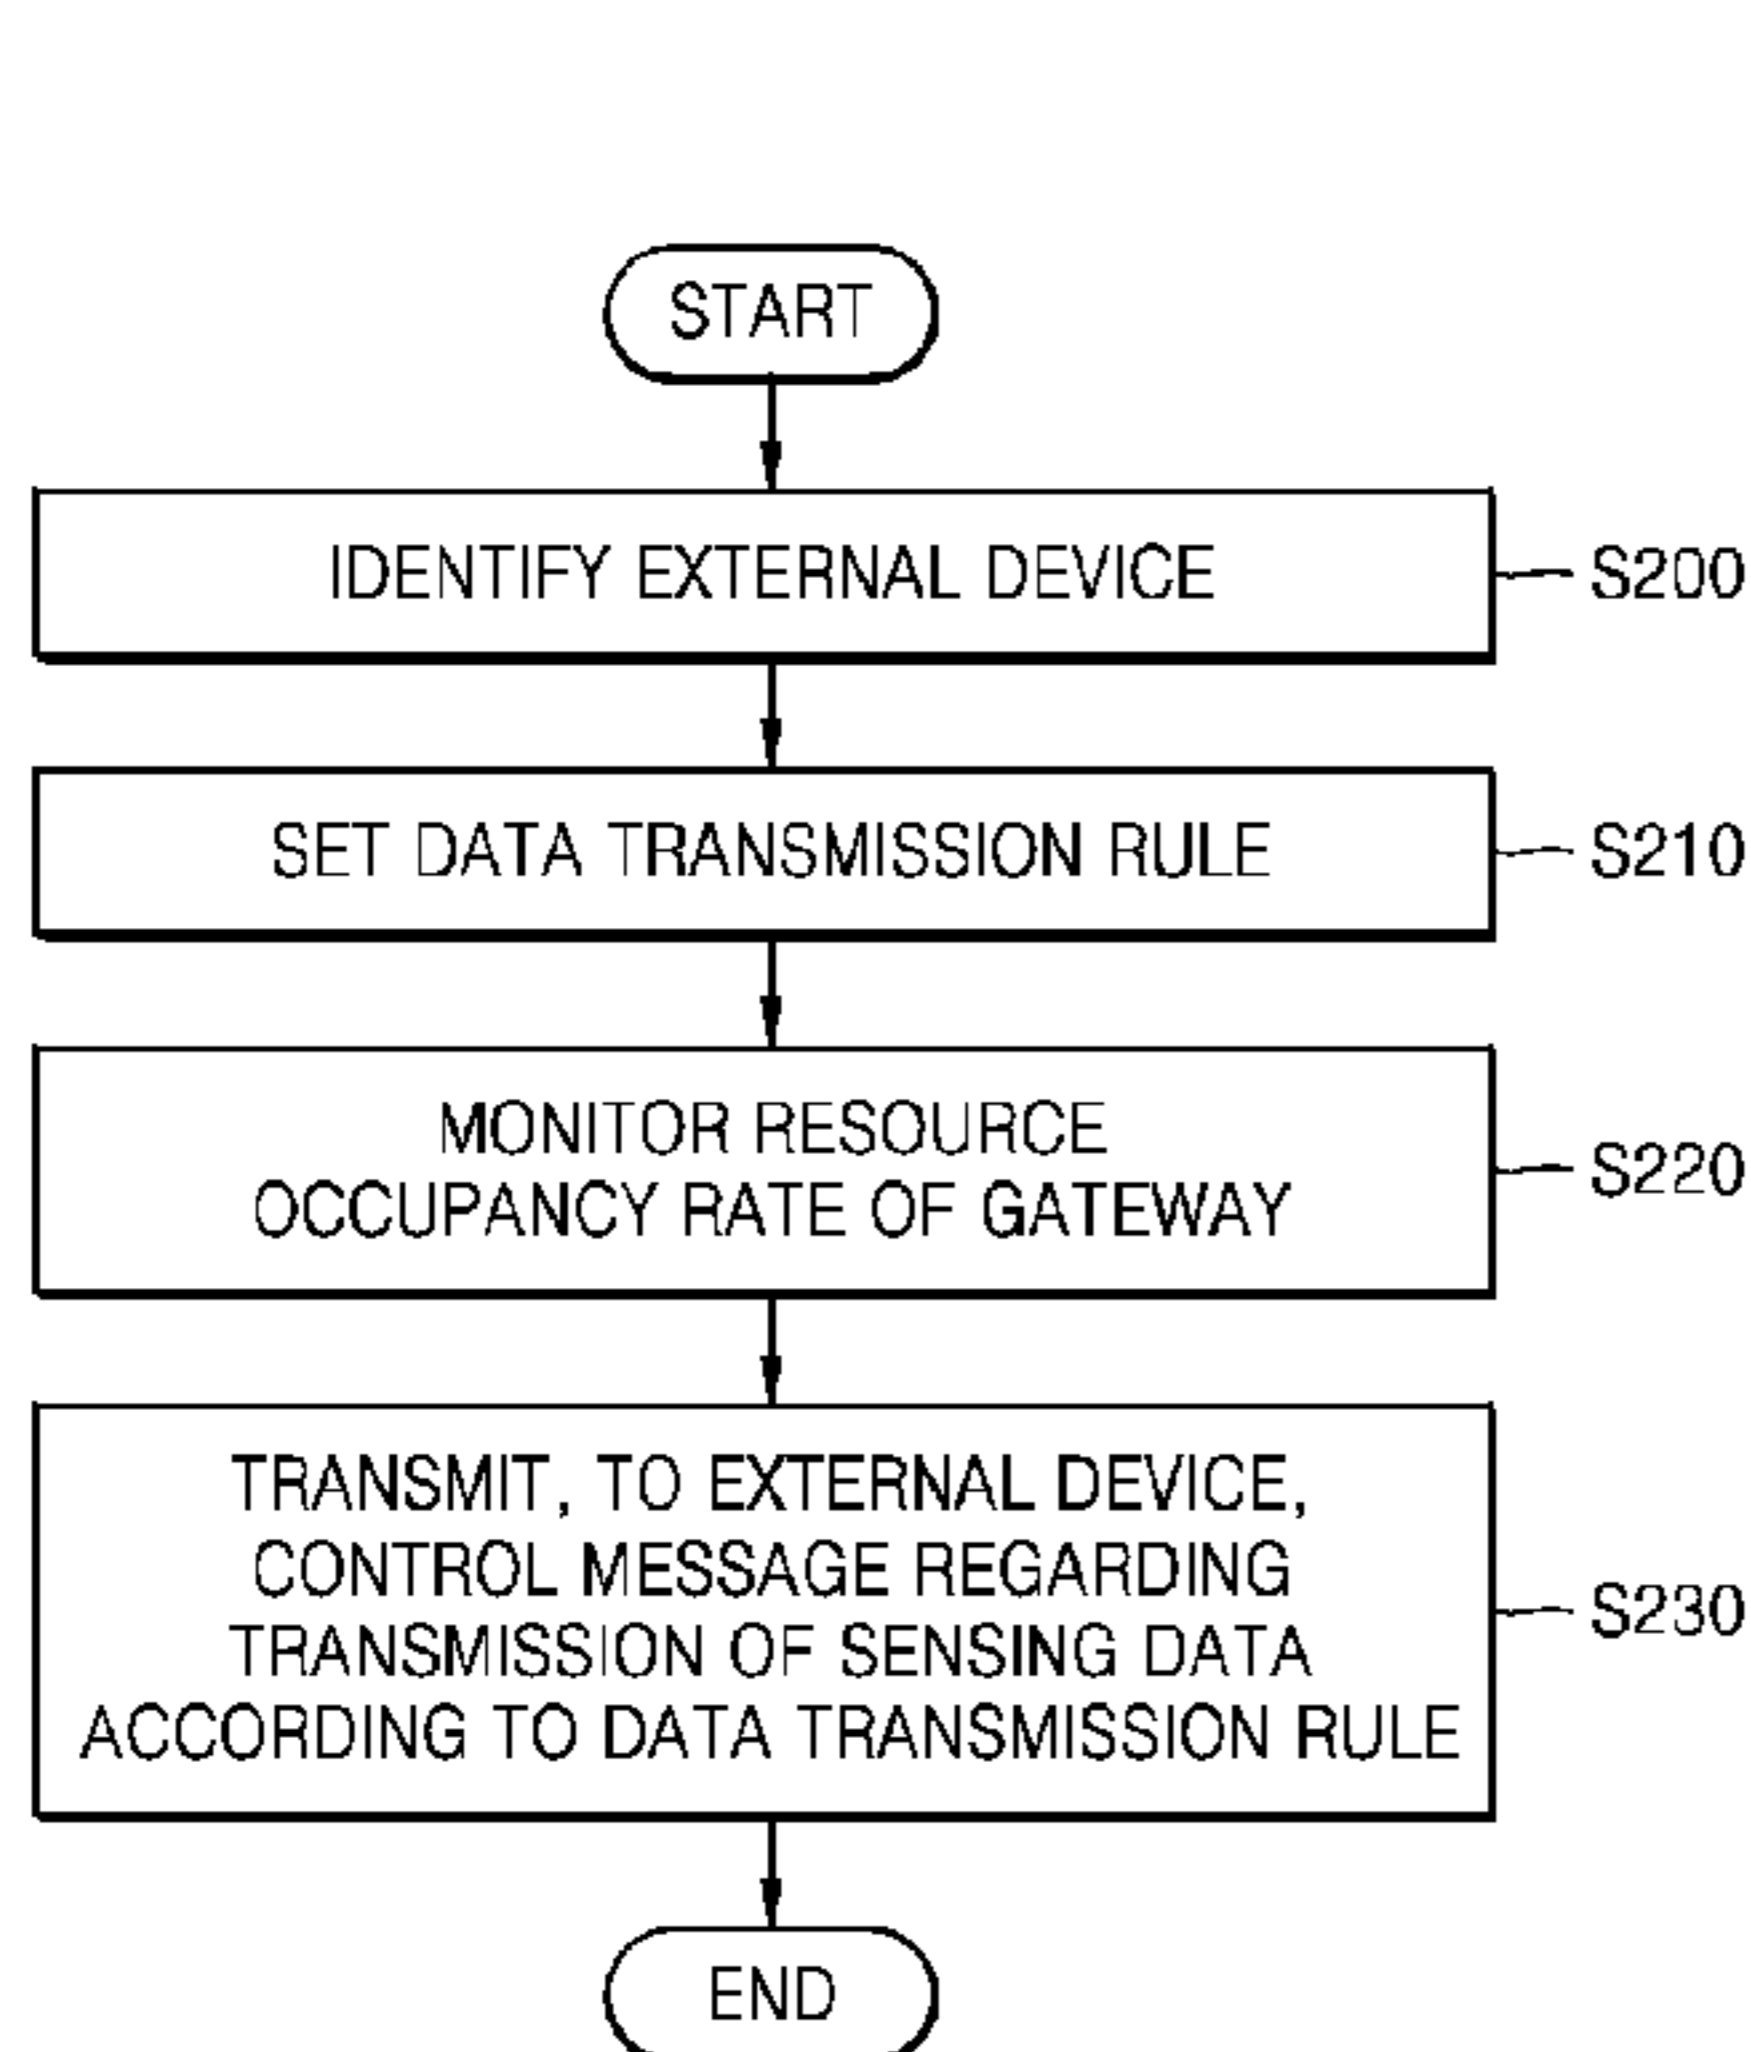 START
IDENTIFY EXTERNAL DEVICE
S200
SET DATA TRANSMISSION RULE
S210
MONITOR RESOURCE
OCCUPANCY RATE OF GATEWAY
S220
TRANSMIT, TO EXTERNAL DEVICE,
CONTROL MESSAGE REGARDING
TRANSMISSION OF SENSING DATA
ACCORDING TO DATA TRANSMISSION RULE
S230
END